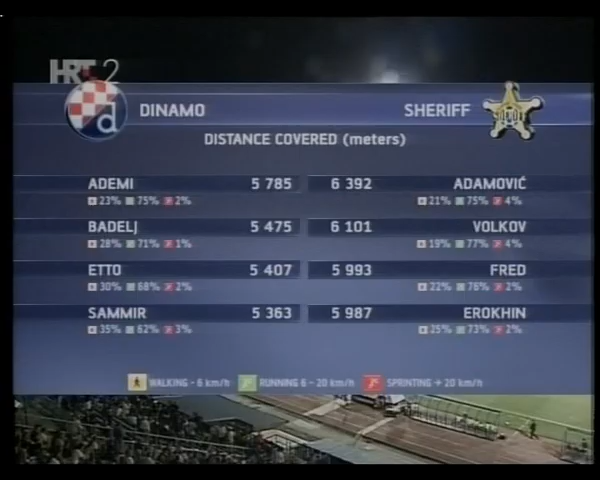 HRT 2
DINAMO SHERIFF
DISTANCE COVERED (meters)
ADEMI 5 785 6 392 ADAMOVIĆ
23% 75% 2% 21% 75% 4%
BADELJ 5 475 6 101 VOLKOV
28% 71% 1% 19% 77% 4%
ETTO 5 407 5 993 FRED
30% 68% 2% 22% 76% 2%
SAMMIR 5 363 5 987 EROKHIN
35% 62% 3% 25% 73% 2%
WALKING - 6 km/h RUNNING 6 - 20 km/h SPRINTING + 20 km/h